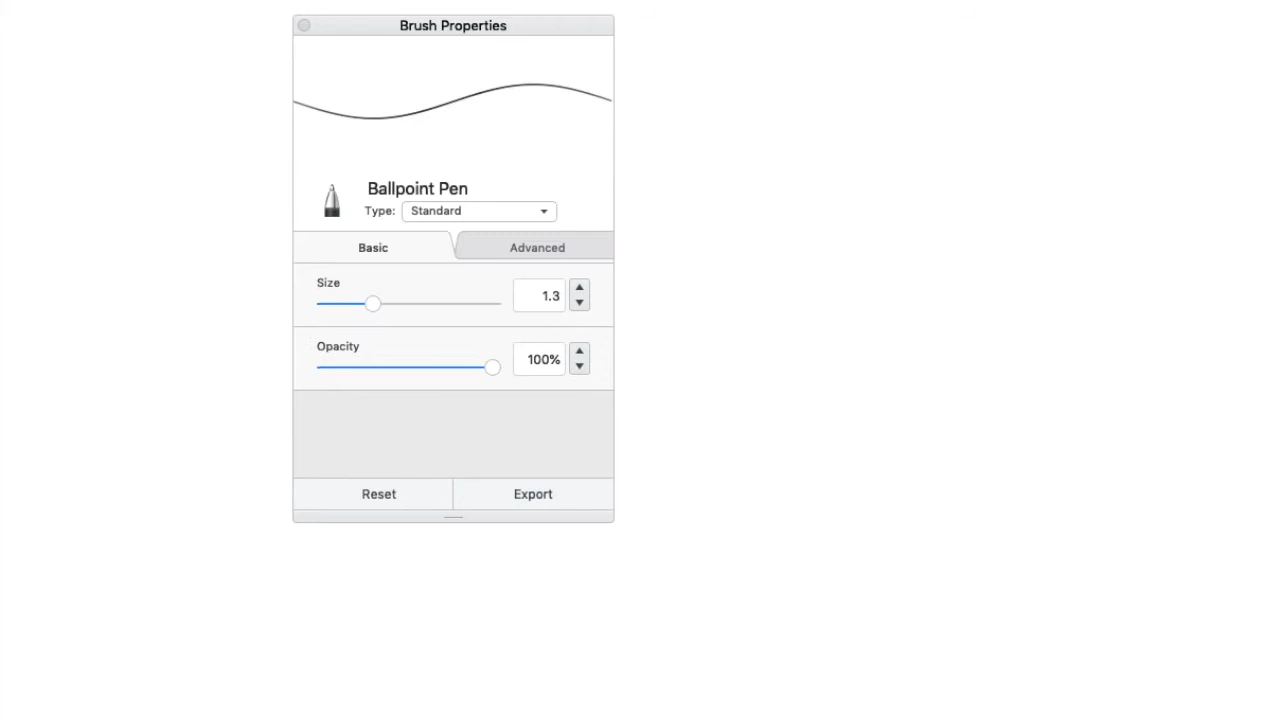 Brush Properties
Ballpoint Pen
Type: Standard
Basic Advanced
Size
1.3
Opacity
100%
Reset Export